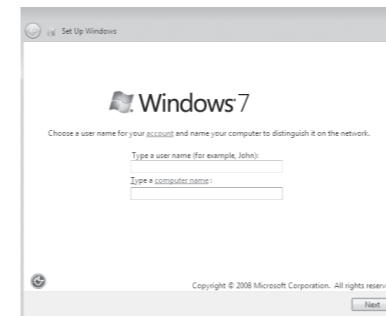 Set Up Windows
Windows 7
Choose a user name for your account and name your computer to distinguish it on the network.
Type a user name (for example, John):
Type a computer name:
Copyright © 2008 Microsoft Corporation. All rights reserv
Next